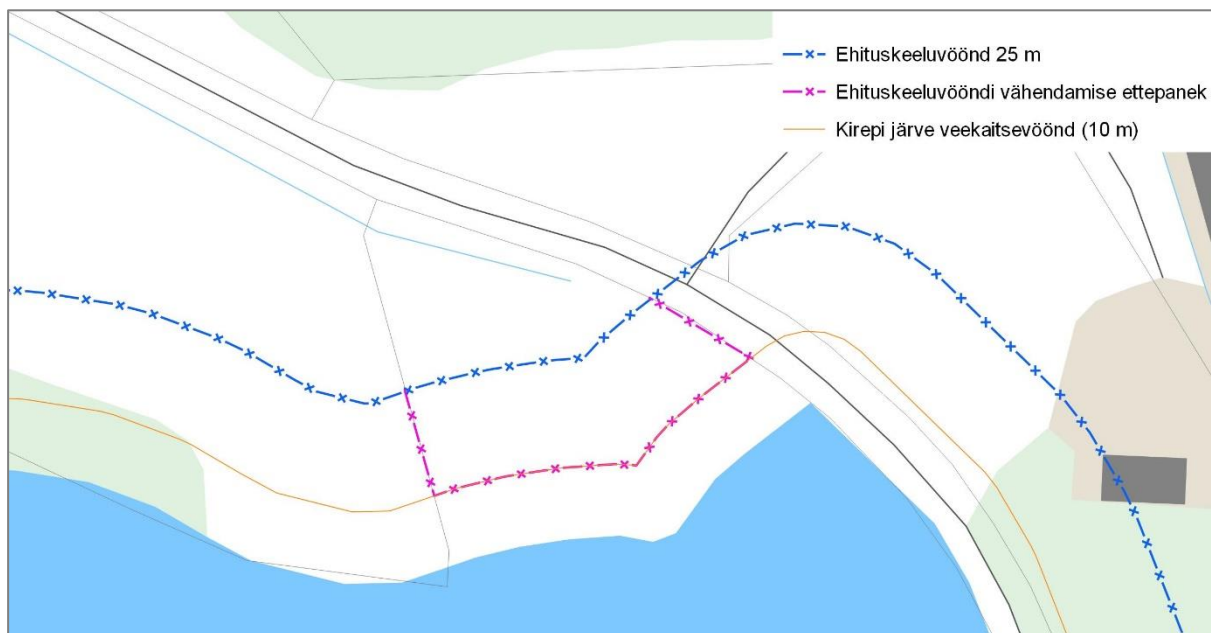 Ehituskeeluvöönd 25 m
Ehituskeeluvööndi vähendamise ettepanek
Kirepi järve veekaitsevöönd (10 m)